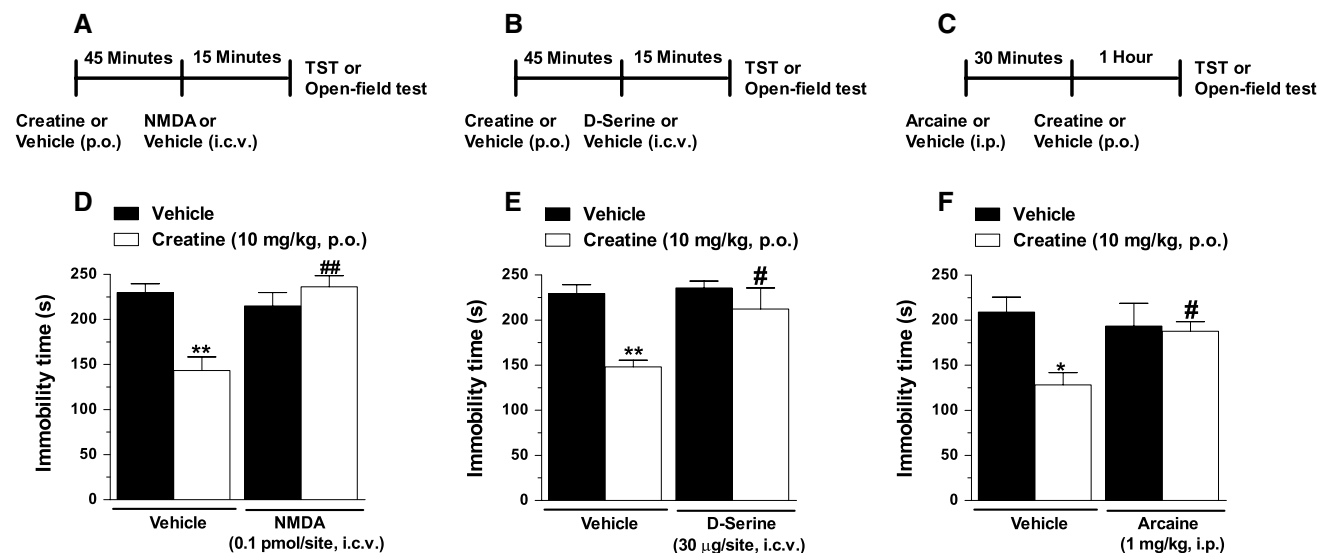 A
45 Minutes
15 Minutes
TST or
Open-field test
Creatine or
Vehicle (p.o.)
NMDA or
Vehicle (i.c.v.)
B
45 Minutes
15 Minutes
TST or
Open-field test
Creatine or
Vehicle (p.o.)
D-Serine or
Vehicle (i.c.v.)
C
30 Minutes
1 Hour
TST or
Open-field test
Arcaine or
Vehicle (i.p.)
Creatine or
Vehicle (p.o.)
D
Vehicle
Creatine (10 mg/kg, p.o.)
Immobility time (s)
250
200
150
100
50
0
**
##
Vehicle
NMDA
(0.1 pmol/site, i.c.v.)
E
Vehicle
Creatine (10 mg/kg, p.o.)
Immobility time (s)
250
200
150
100
50
0
**
#
Vehicle
D-Serine
(30 µg/site, i.c.v.)
F
Vehicle
Creatine (10 mg/kg, p.o.)
Immobility time (s)
250
200
150
100
50
0
*
#
Vehicle
Arcaine
(1 mg/kg, i.p.)